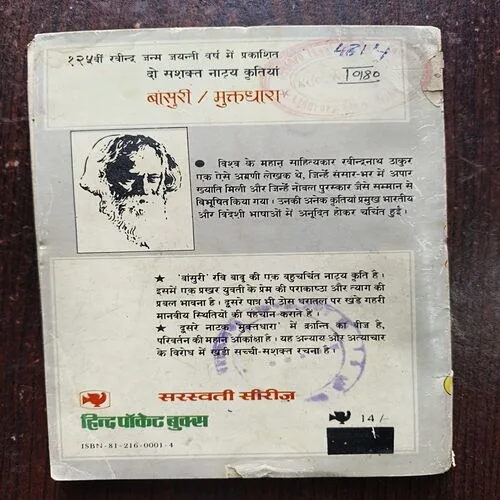 १२५वीं रवीन्द्र जन्म जयन्ती वर्ष में प्रकाशित
दो सशक्त नाट्य कृतियां
बांसुरी / मुक्तधारा
4814
10180
● विश्व के महान साहित्यकार रवीन्द्रनाथ ठाकुर
एक ऐसे अग्रणी लेखक थे, जिन्हें संसार-भर में अपार
ख्याति मिली और जिन्हें नोबल पुरस्कार जैसे सम्मान से
विभूषित किया गया। उनकी अनेक कृतियां प्रमुख भारतीय
और विदेशी भाषाओं में अनूदित होकर चर्चित हुईं।
★ 'बांसुरी' रवि बाबू की एक बहुचर्चित नाट्य कृति है।
इसमें एक प्रखर युवती के प्रेम की पराकाष्ठा और त्याग की
प्रबल भावना है। दूसरे पात्र भी ठोस धरातल पर खड़े गहरी
मानवीय स्थितियों की पहचान कराते हैं।
★ दूसरे नाटक 'मुक्तधारा' में क्रान्ति का बीज है,
परिवर्तन की महान आकांक्षा है। यह अन्याय और अत्याचार
के विरोध में खड़ी सच्ची-सशक्त रचना है।
सरस्वती सीरीज़
हिन्द पॉकेट बुक्स
ISBN-81-216-0001-4
14/-